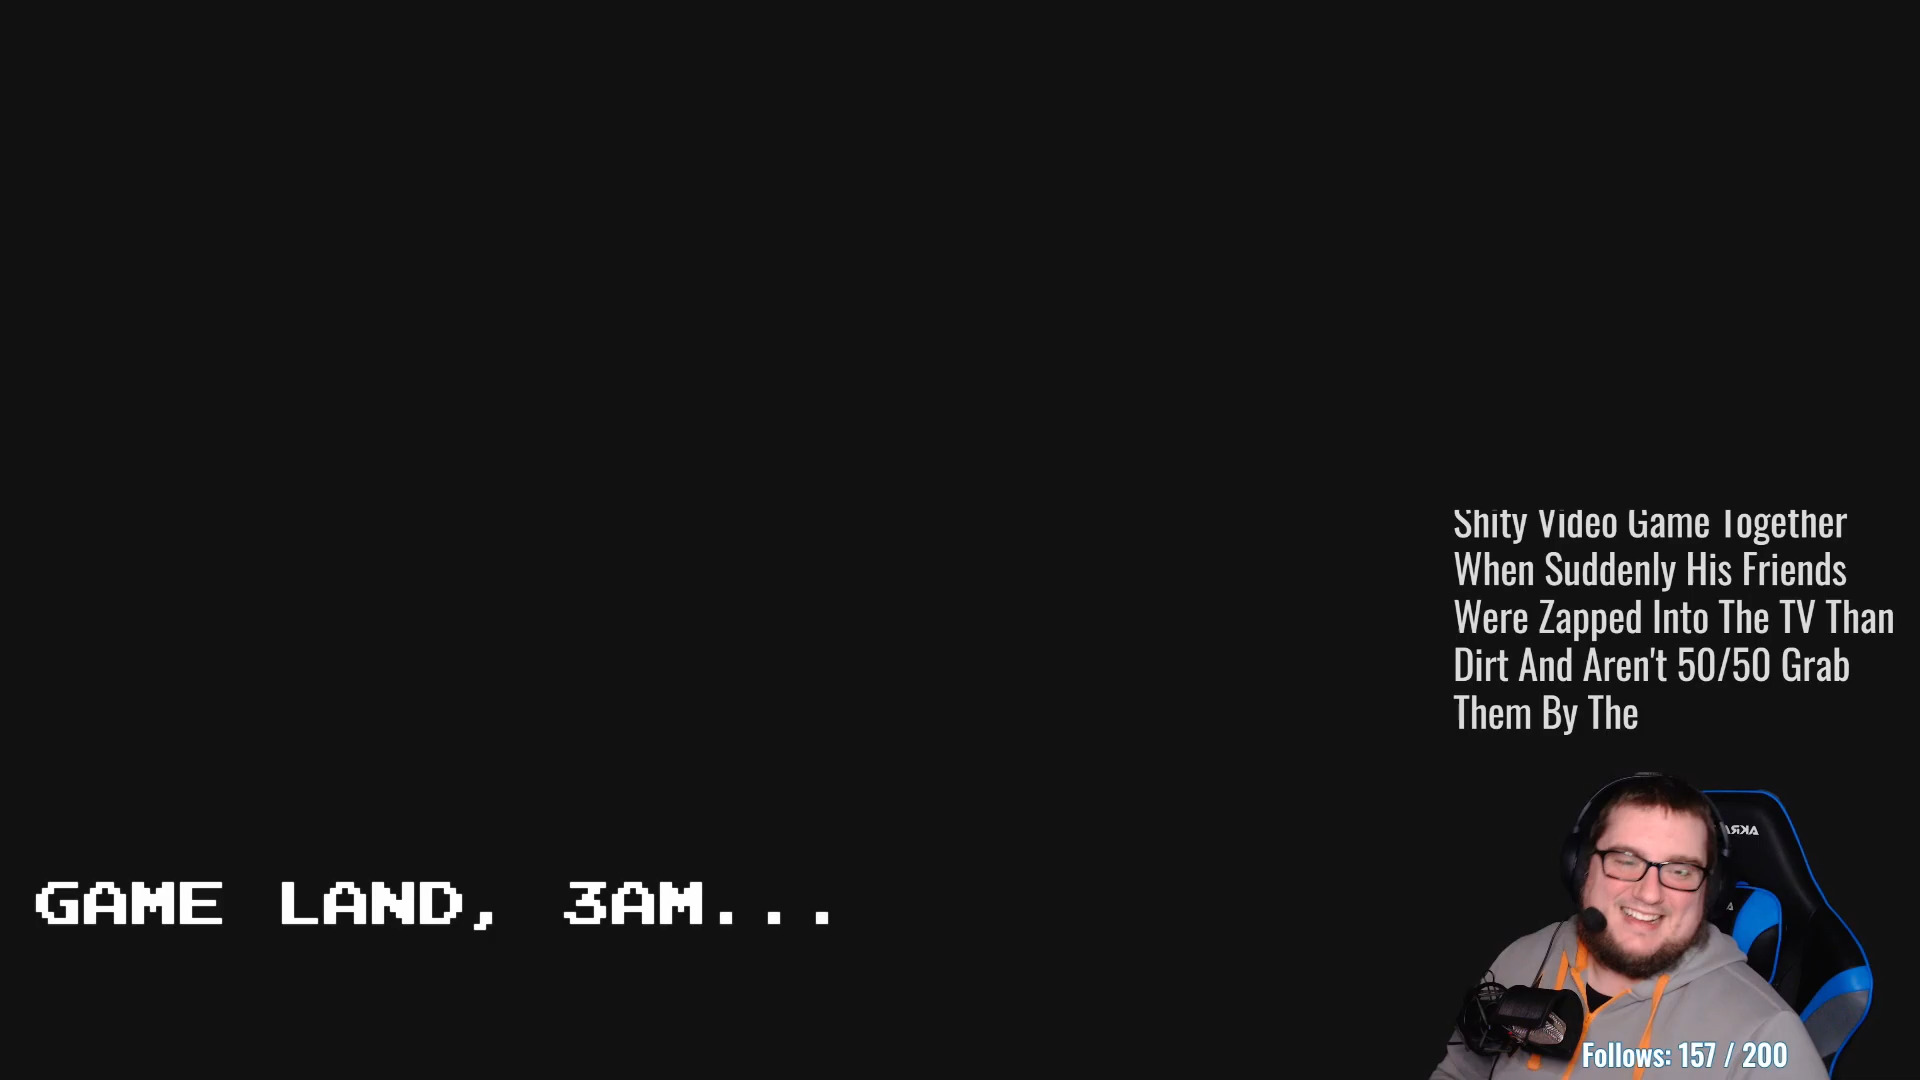 Shity Video Game Together
When Suddenly His Friends
Were Zapped Into The TV Than
Dirt And Aren't 50/50 Grab
Them By The
GAME LAND, 3AM...
Follows: 157 / 200